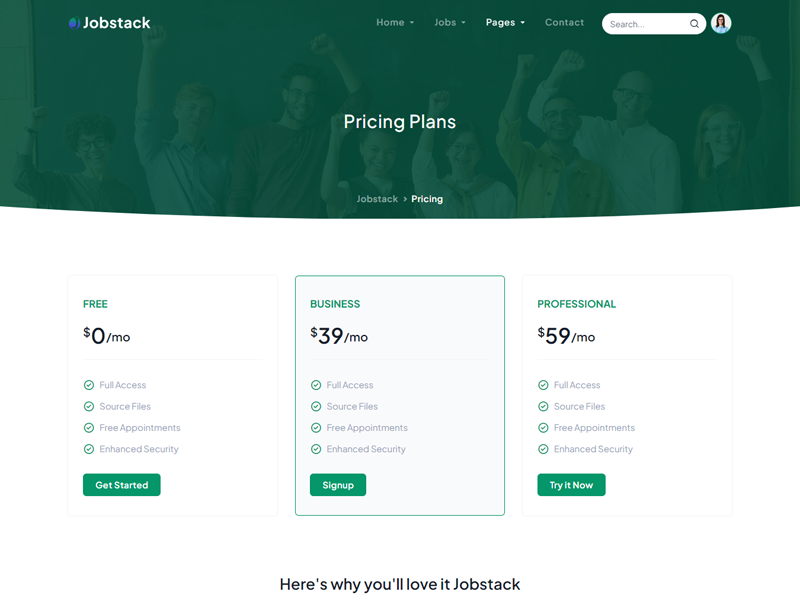 Jobstack
Home
Jobs
Pages
Contact
Search...
Pricing Plans
Jobstack > Pricing
FREE
$0/mo
Full Access
Source Files
Free Appointments
Enhanced Security
Get Started
BUSINESS
$39/mo
Full Access
Source Files
Free Appointments
Enhanced Security
Signup
PROFESSIONAL
$59/mo
Full Access
Source Files
Free Appointments
Enhanced Security
Try it Now
Here's why you'll love it Jobstack